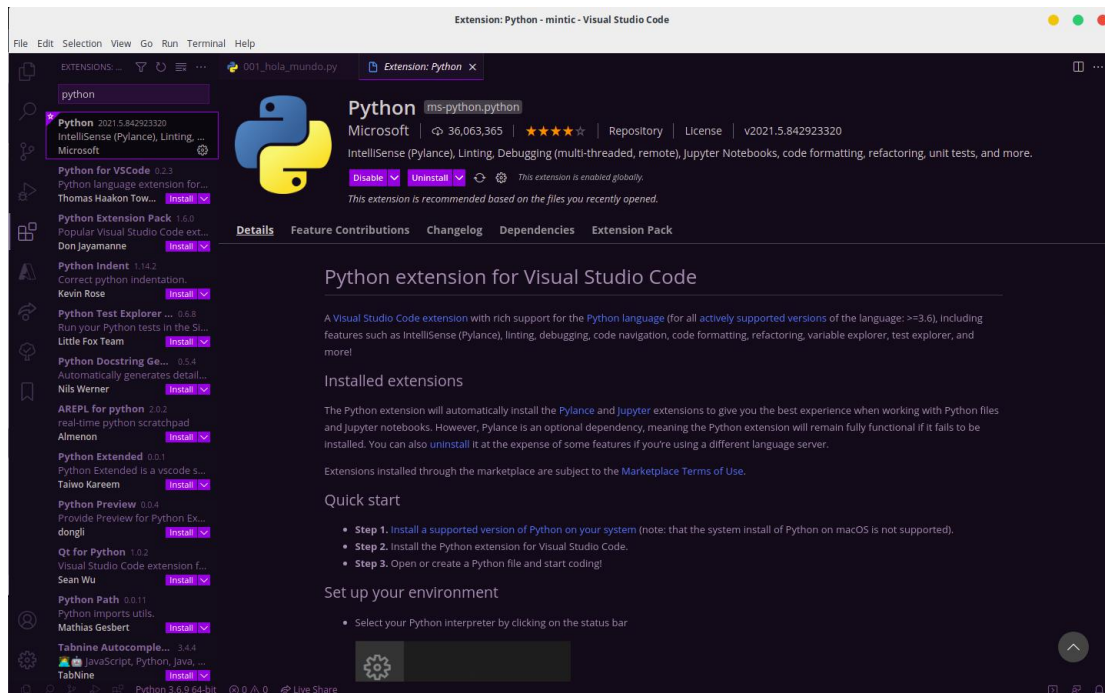 Extension: Python - mintic - Visual Studio Code
File Edit Selection View Go Run Terminal Help
EXTENSIONS: ...
001_hola_mundo.py
Extension: Python
python
Python 2021.5.842923320
IntelliSense (Pylance), Linting, ...
Microsoft
Python for VSCode 0.2.3
Python language extension for...
Thomas Haakon Tow... Install
Python Extension Pack 1.6.0
Popular Visual Studio Code ext...
Don Jayamanne Install
Python Indent 1.14.2
Correct python indentation.
Kevin Rose Install
Python Test Explorer ... 0.6.8
Run your Python tests in the Si...
Little Fox Team Install
Python Docstring Ge... 0.5.4
Automatically generates detail...
Nils Werner Install
AREPL for python 2.0.2
real-time python scratchpad
Almenon Install
Python Extended 0.0.1
Python Extended is a vscode s...
Taiwo Kareem Install
Python Preview 0.0.4
Provide Preview for Python Ex...
dongli Install
Qt for Python 1.0.2
Visual Studio Code extension f...
Sean Wu Install
Python Path 0.0.11
Python imports utils.
Mathias Gesbert Install
Tabnine Autocomple... 3.4.4
JavaScript, Python, Java, ...
TabNine Install
Python ms-python.python
Microsoft 36,063,365 Repository License v2021.5.842923320
IntelliSense (Pylance), Linting, Debugging (multi-threaded, remote), Jupyter Notebooks, code formatting, refactoring, unit tests, and more.
Disable Uninstall This extension is enabled globally.
This extension is recommended based on the files you recently opened.
Details Feature Contributions Changelog Dependencies Extension Pack
Python extension for Visual Studio Code
A Visual Studio Code extension with rich support for the Python language (for all actively supported versions of the language: >=3.6), including
features such as IntelliSense (Pylance), linting, debugging, code navigation, code formatting, refactoring, variable explorer, test explorer, and
more!
Installed extensions
The Python extension will automatically install the Pylance and Jupyter extensions to give you the best experience when working with Python files
and Jupyter notebooks. However, Pylance is an optional dependency, meaning the Python extension will remain fully functional if it fails to be
installed. You can also uninstall it at the expense of some features if you're using a different language server.
Extensions installed through the marketplace are subject to the Marketplace Terms of Use.
Quick start
• Step 1. Install a supported version of Python on your system (note: that the system install of Python on macOS is not supported).
• Step 2. Install the Python extension for Visual Studio Code.
• Step 3. Open or create a Python file and start coding!
Set up your environment
• Select your Python interpreter by clicking on the status bar
Python 3.6.9 64-bit 0 0 Live Share